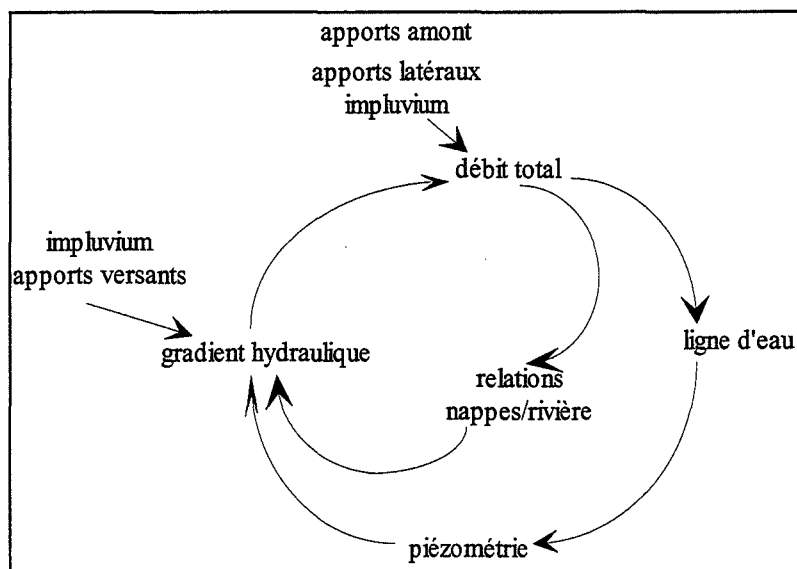 apports amont
apports latéraux
impluvium
débit total
impluvium
apports versants
gradient hydraulique
ligne d'eau
relations
nappes/rivière
piézométrie